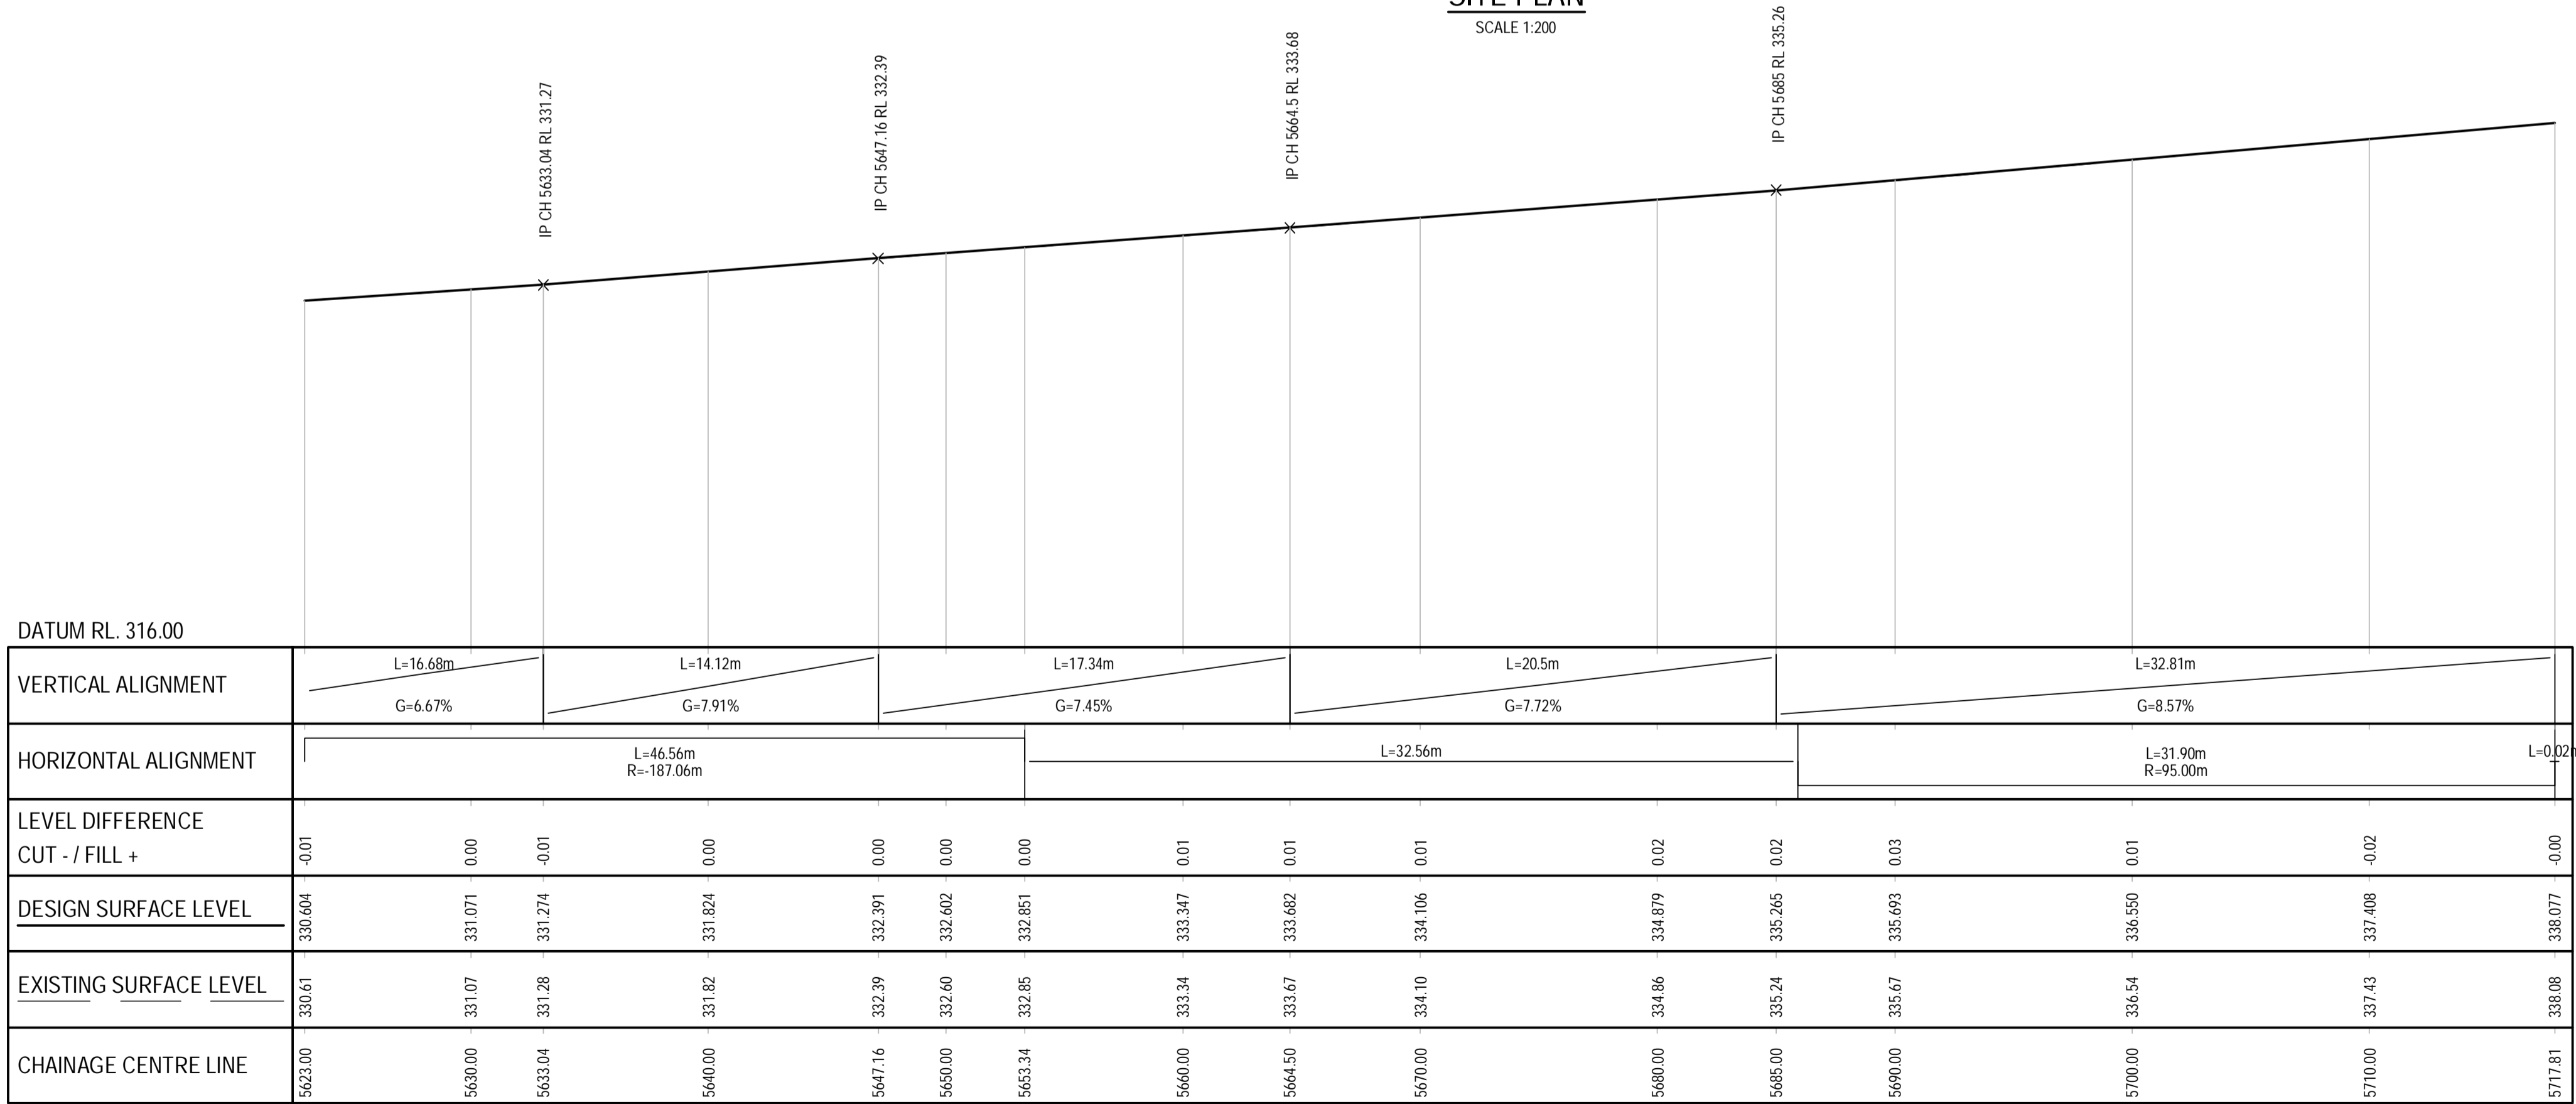 SITE PLAN
SCALE 1:200
IP CH 5633.04 RL 331.27
IP CH 5647.16 RL 332.39
IP CH 5664.5 RL 333.68
IP CH 5685 RL 335.26
DATUM RL. 316.00
VERTICAL ALIGNMENT
L=16.68m
G=6.67%
L=14.12m
G=7.91%
L=17.34m
G=7.45%
L=20.5m
G=7.72%
L=32.81m
G=8.57%
HORIZONTAL ALIGNMENT
L=46.56m
R=-187.06m
L=32.56m
L=31.90m
R=95.00m
L=0.02m
LEVEL DIFFERENCE
CUT - / FILL +
-0.01 0.00 -0.01 0.00 0.00 0.00 0.00 0.01 0.01 0.01 0.02 0.02 0.03 0.01 -0.02 -0.00
DESIGN SURFACE LEVEL
330.604 331.071 331.274 331.824 332.391 332.602 332.851 333.347 333.682 334.106 334.879 335.265 335.693 336.550 337.408 338.077
EXISTING SURFACE LEVEL
330.61 331.07 331.28 331.82 332.39 332.60 332.85 333.34 333.67 334.10 334.86 335.24 335.67 336.54 337.43 338.08
CHAINAGE CENTRE LINE
5623.00 5630.00 5633.04 5640.00 5647.16 5650.00 5653.34 5660.00 5664.50 5670.00 5680.00 5685.00 5690.00 5700.00 5710.00 5717.81